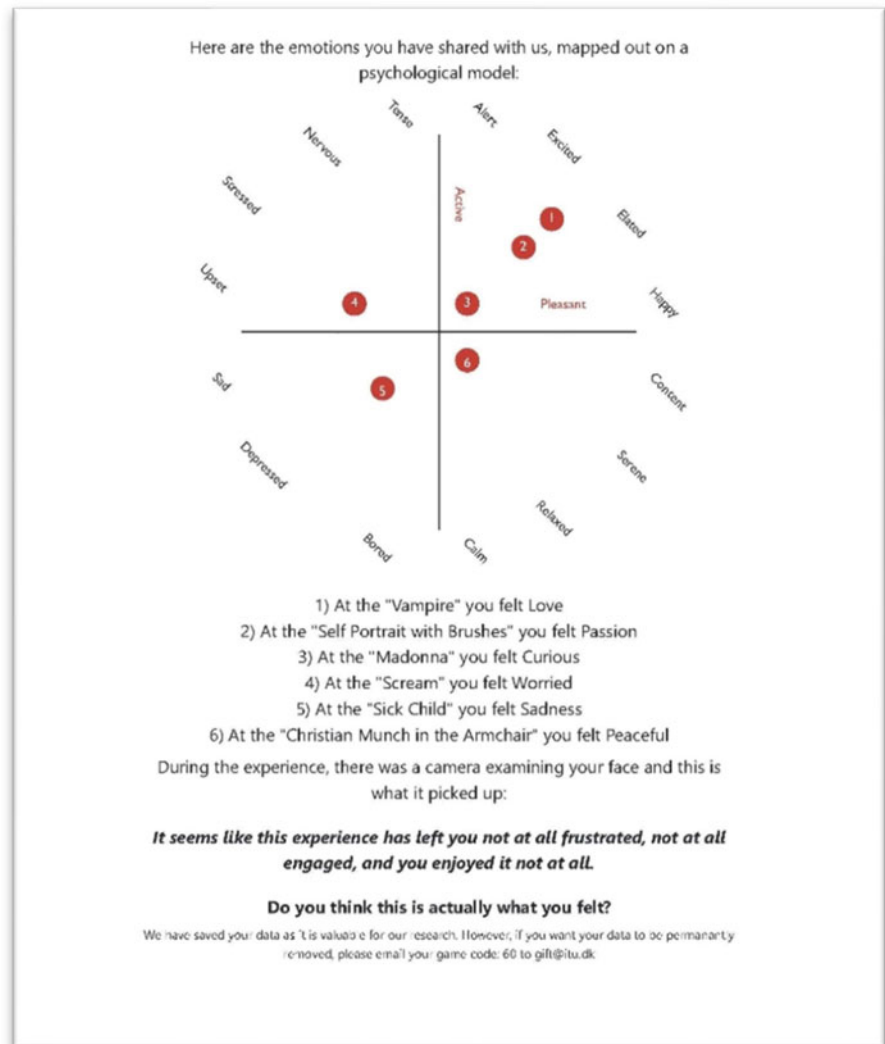 Here are the emotions you have shared with us, mapped out on a
psychological model:
Tense
Alert
Nervous
Excited
Stressed
Active
Elated
1
2
Upset
4
3
Pleasant
Happy
6
Sad
5
Content
Depressed
Serene
Relaxed
Bored
Calm
1) At the "Vampire" you felt Love
2) At the "Self Portrait with Brushes" you felt Passion
3) At the "Madonna" you felt Curious
4) At the "Scream" you felt Worried
5) At the "Sick Child" you felt Sadness
6) At the "Christian Munch in the Armchair" you felt Peaceful
During the experience, there was a camera examining your face and this is
what it picked up:
It seems like this experience has left you not at all frustrated, not at all
engaged, and you enjoyed it not at all.
Do you think this is actually what you felt?
We have saved your data as it is valuable for our research. However, if you want your data to be permanantly
removed, please email your game code: 60 to gift@itu.dk